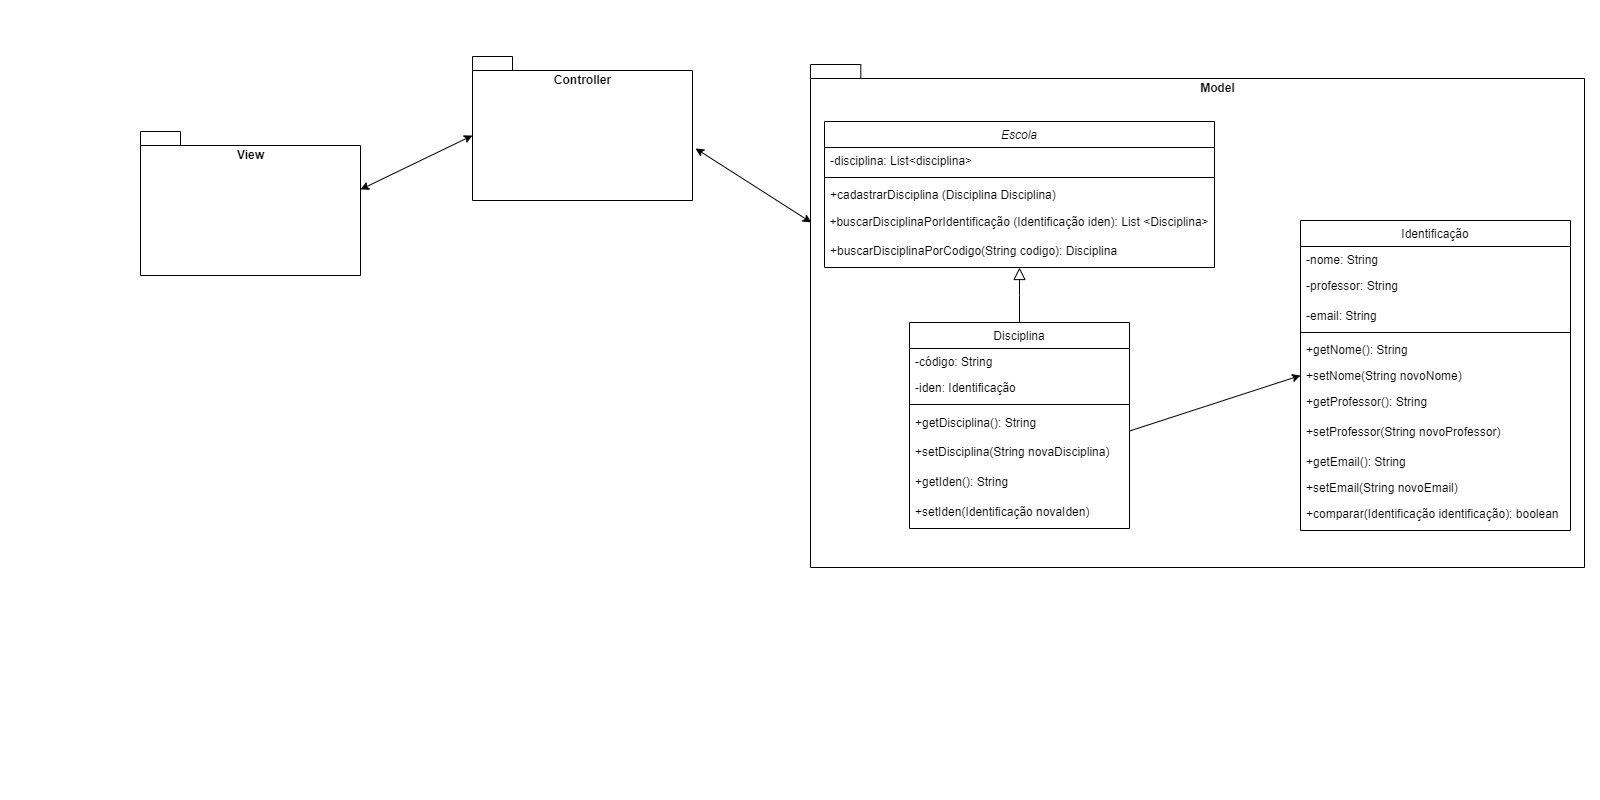 View
Controller
Model
Escola
-disciplina: List<disciplina>
+cadastrarDisciplina (Disciplina Disciplina)
+buscarDisciplinaPorIdentificação (Identificação iden): List <Disciplina>
+buscarDisciplinaPorCodigo(String codigo): Disciplina
Disciplina
-código: String
-iden: Identificação
+getDisciplina(): String
+setDisciplina(String novaDisciplina)
+getIden(): String
+setIden(Identificação novaIden)
Identificação
-nome: String
-professor: String
-email: String
+getNome(): String
+setNome(String novoNome)
+getProfessor(): String
+setProfessor(String novoProfessor)
+getEmail(): String
+setEmail(String novoEmail)
+comparar(Identificação identificação): boolean